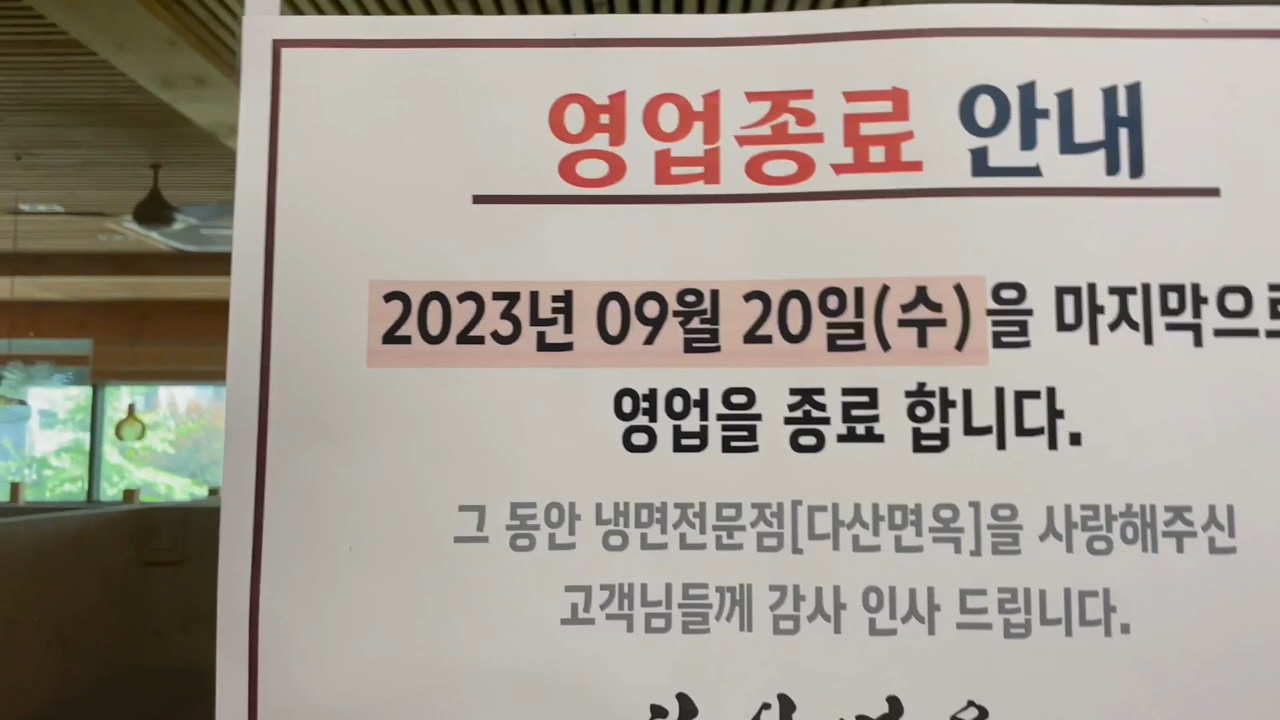 영업종료 안내
2023년 09월 20일(수)을 마지막으로
영업을 종료 합니다.
그 동안 냉면전문점[다산면옥]을 사랑해주신
고객님들께 감사 인사 드립니다.